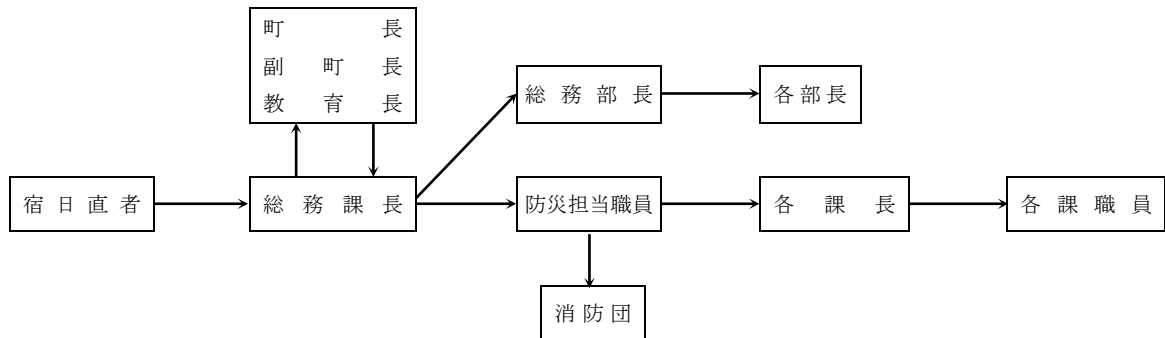 町長
副町長
教育長
総務部長
各部長
宿日直者
総務課長
防災担当職員
各課長
各課職員
消防団